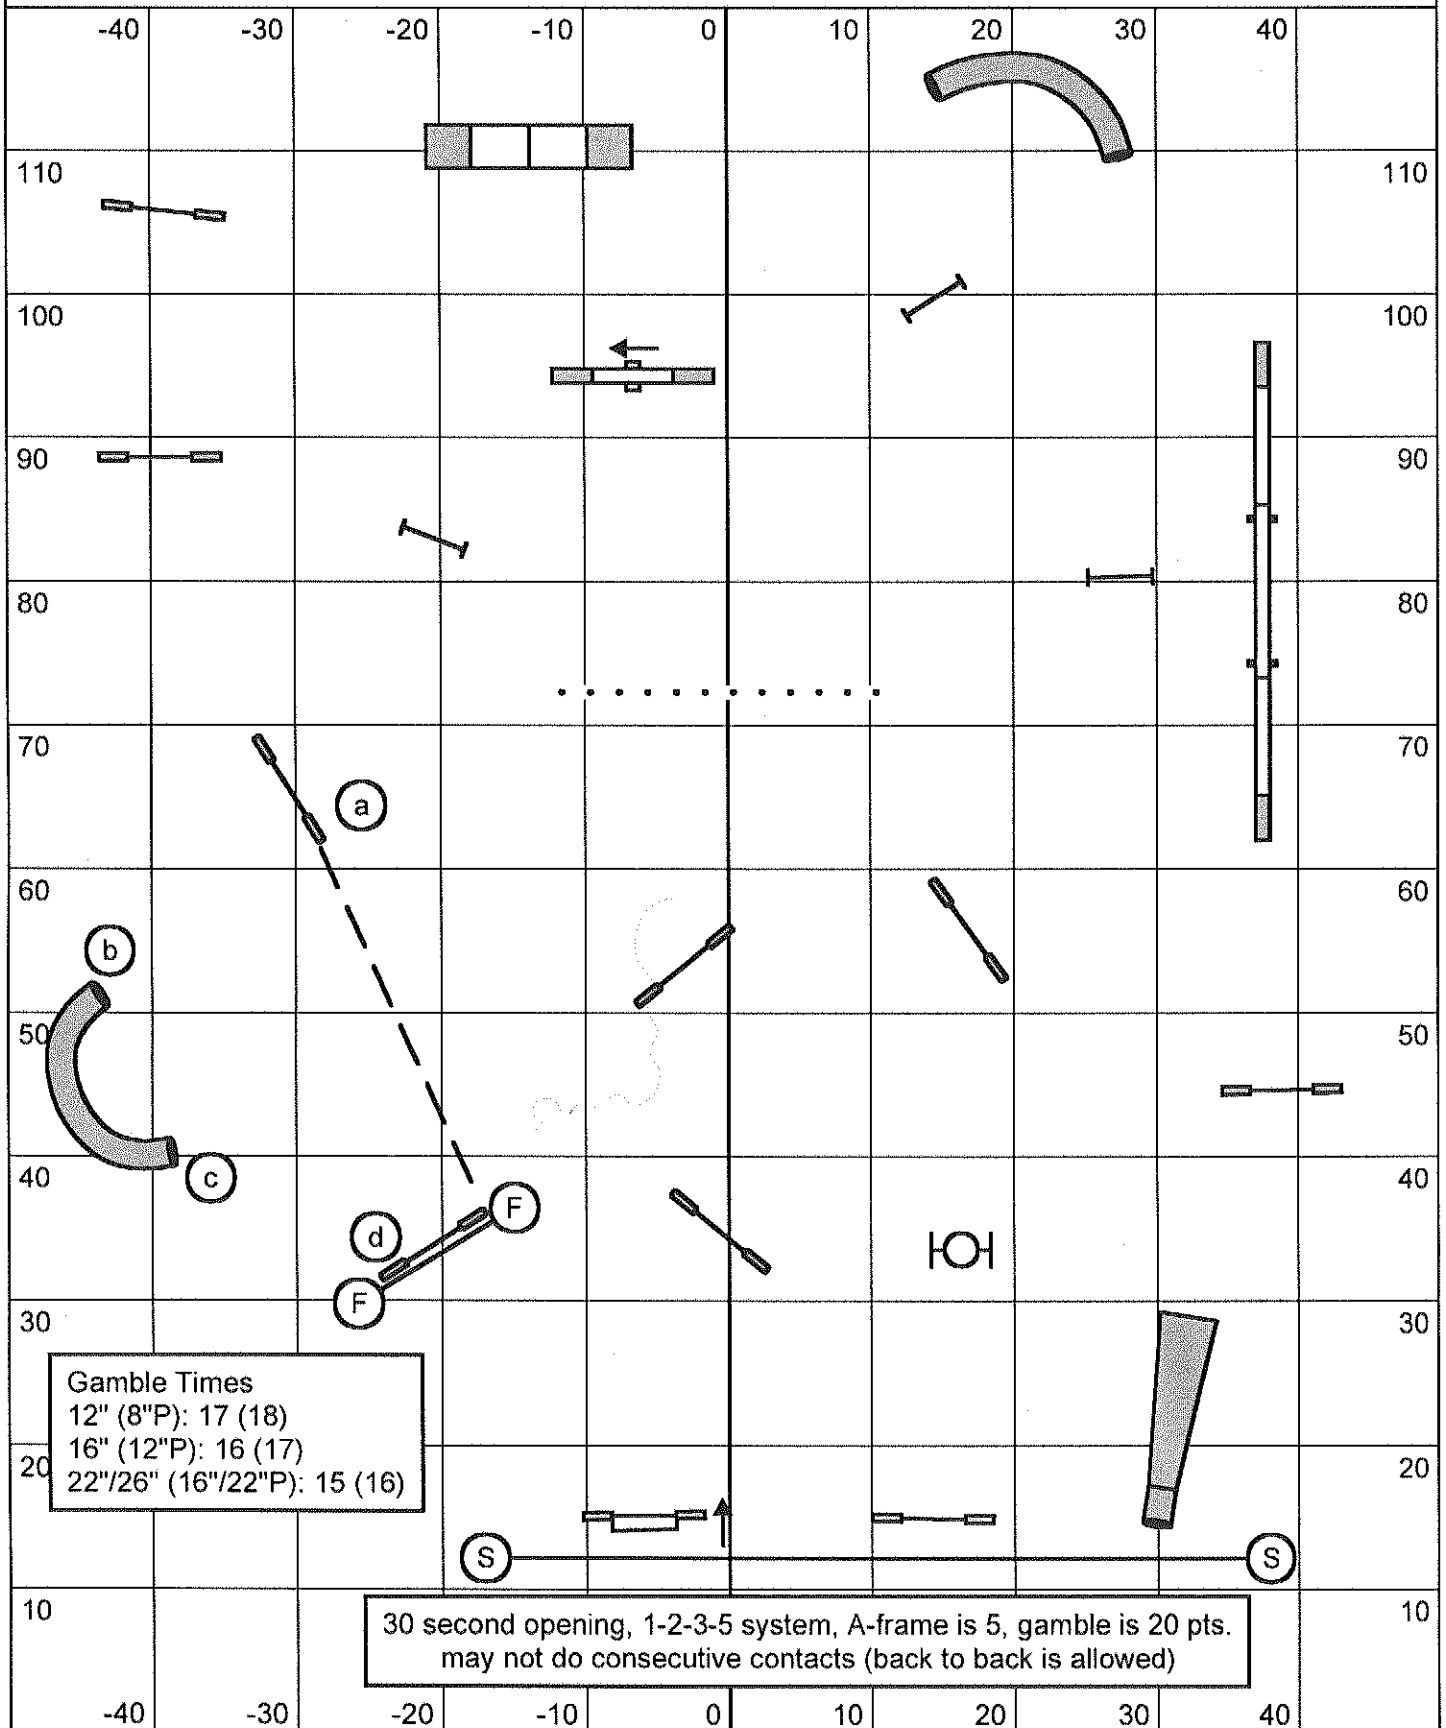 -40 -30 -20 -10 0 10 20 30 40
110 110
100 100
90 90
80 80
70 70
a
60 60
b
50 50
40 c 40
F
d
F
30 30
Gamble Times
12" (8"P): 17 (18)
16" (12"P): 16 (17)
20 22"/26" (16"/22"P): 15 (16) 20
S S
10 10
30 second opening, 1-2-3-5 system, A-frame is 5, gamble is 20 pts.
may not do consecutive contacts (back to back is allowed)
-40 -30 -20 -10 0 10 20 30 40